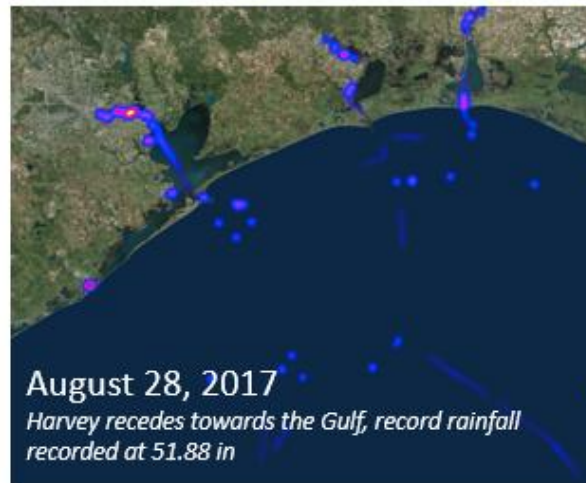 August 28, 2017
Harvey recedes towards the Gulf, record rainfall
recorded at 51.88 in